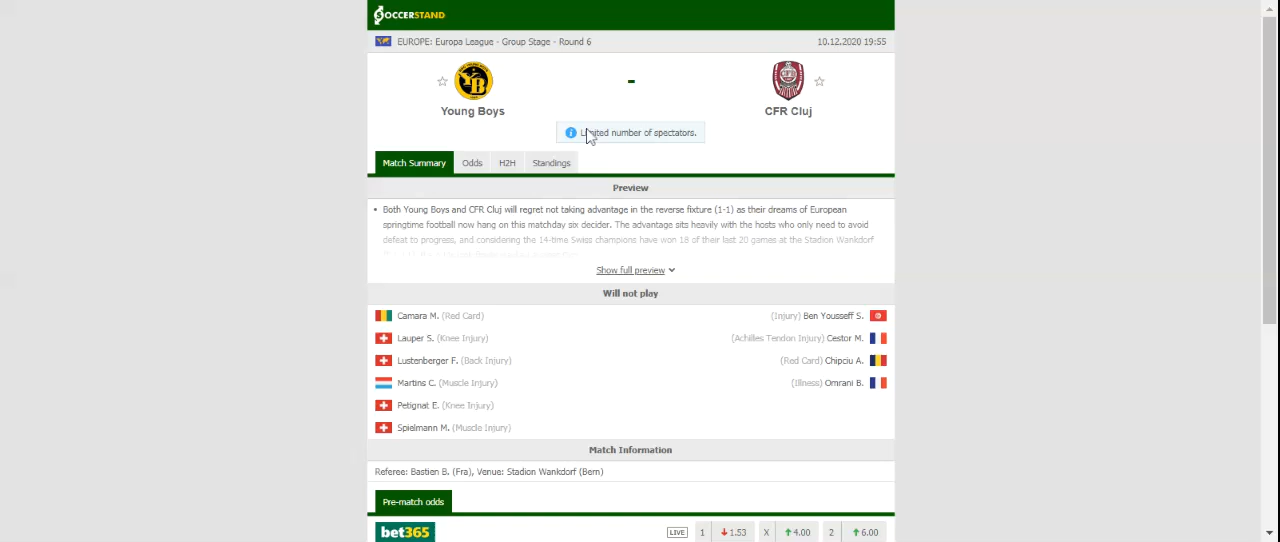 SOCCERSTAND
EUROPE: Europa League - Group Stage - Round 6 10.12.2020 19:55
-
Young Boys CFR Cluj
Limited number of spectators.
Match Summary Odds H2H Standings
Preview
• Both Young Boys and CFR Cluj will regret not taking advantage in the reverse fixture (1-1) as their dreams of European
springtime football now hang on this matchday six decider. The advantage sits heavily with the hosts who only need to avoid
defeat to progress, and considering the 14-time Swiss champions have won 18 of their last 20 games at the Stadion Wankdorf
Show full preview
Will not play
Camara M. (Red Card) (Injury) Ben Yousseff S.
Lauper S. (Knee Injury) (Achilles Tendon Injury) Cestor M.
Lustenberger F. (Back Injury) (Red Card) Chipciu A.
Martins C. (Muscle Injury) (Illness) Omrani B.
Petignat E. (Knee Injury)
Spielmann M. (Muscle Injury)
Match Information
Referee: Bastien B. (Fra), Venue: Stadion Wankdorf (Bern)
Pre-match odds
bet365 LIVE 1 1.53 X 4.00 2 6.00